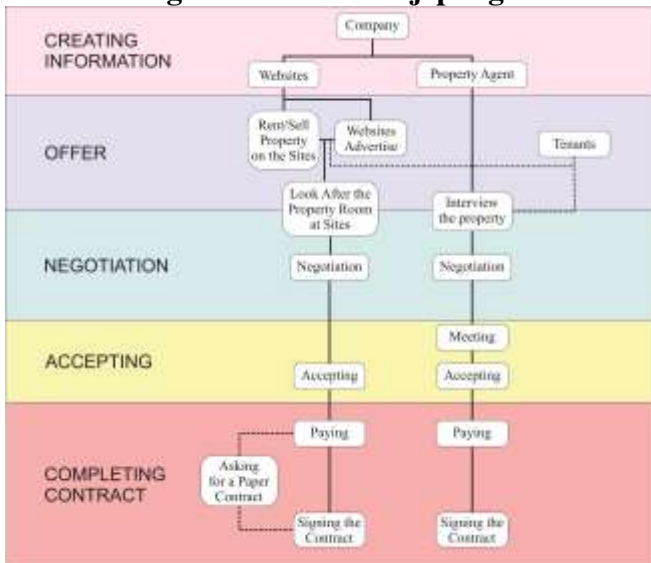 CREATING
INFORMATION
Company
Websites
Property Agent
OFFER
Rent/Sell
Property
on the Sites
Websites
Advertise
Tenants
Look After the
Property Room
at Sites
Interview
the property
NEGOTIATION
Negotiation
Negotiation
ACCEPTING
Meeting
Accepting
Accepting
COMPLETING
CONTRACT
Paying
Paying
Asking
for a Paper
Contract
Signing the
Contract
Signing the
Contract